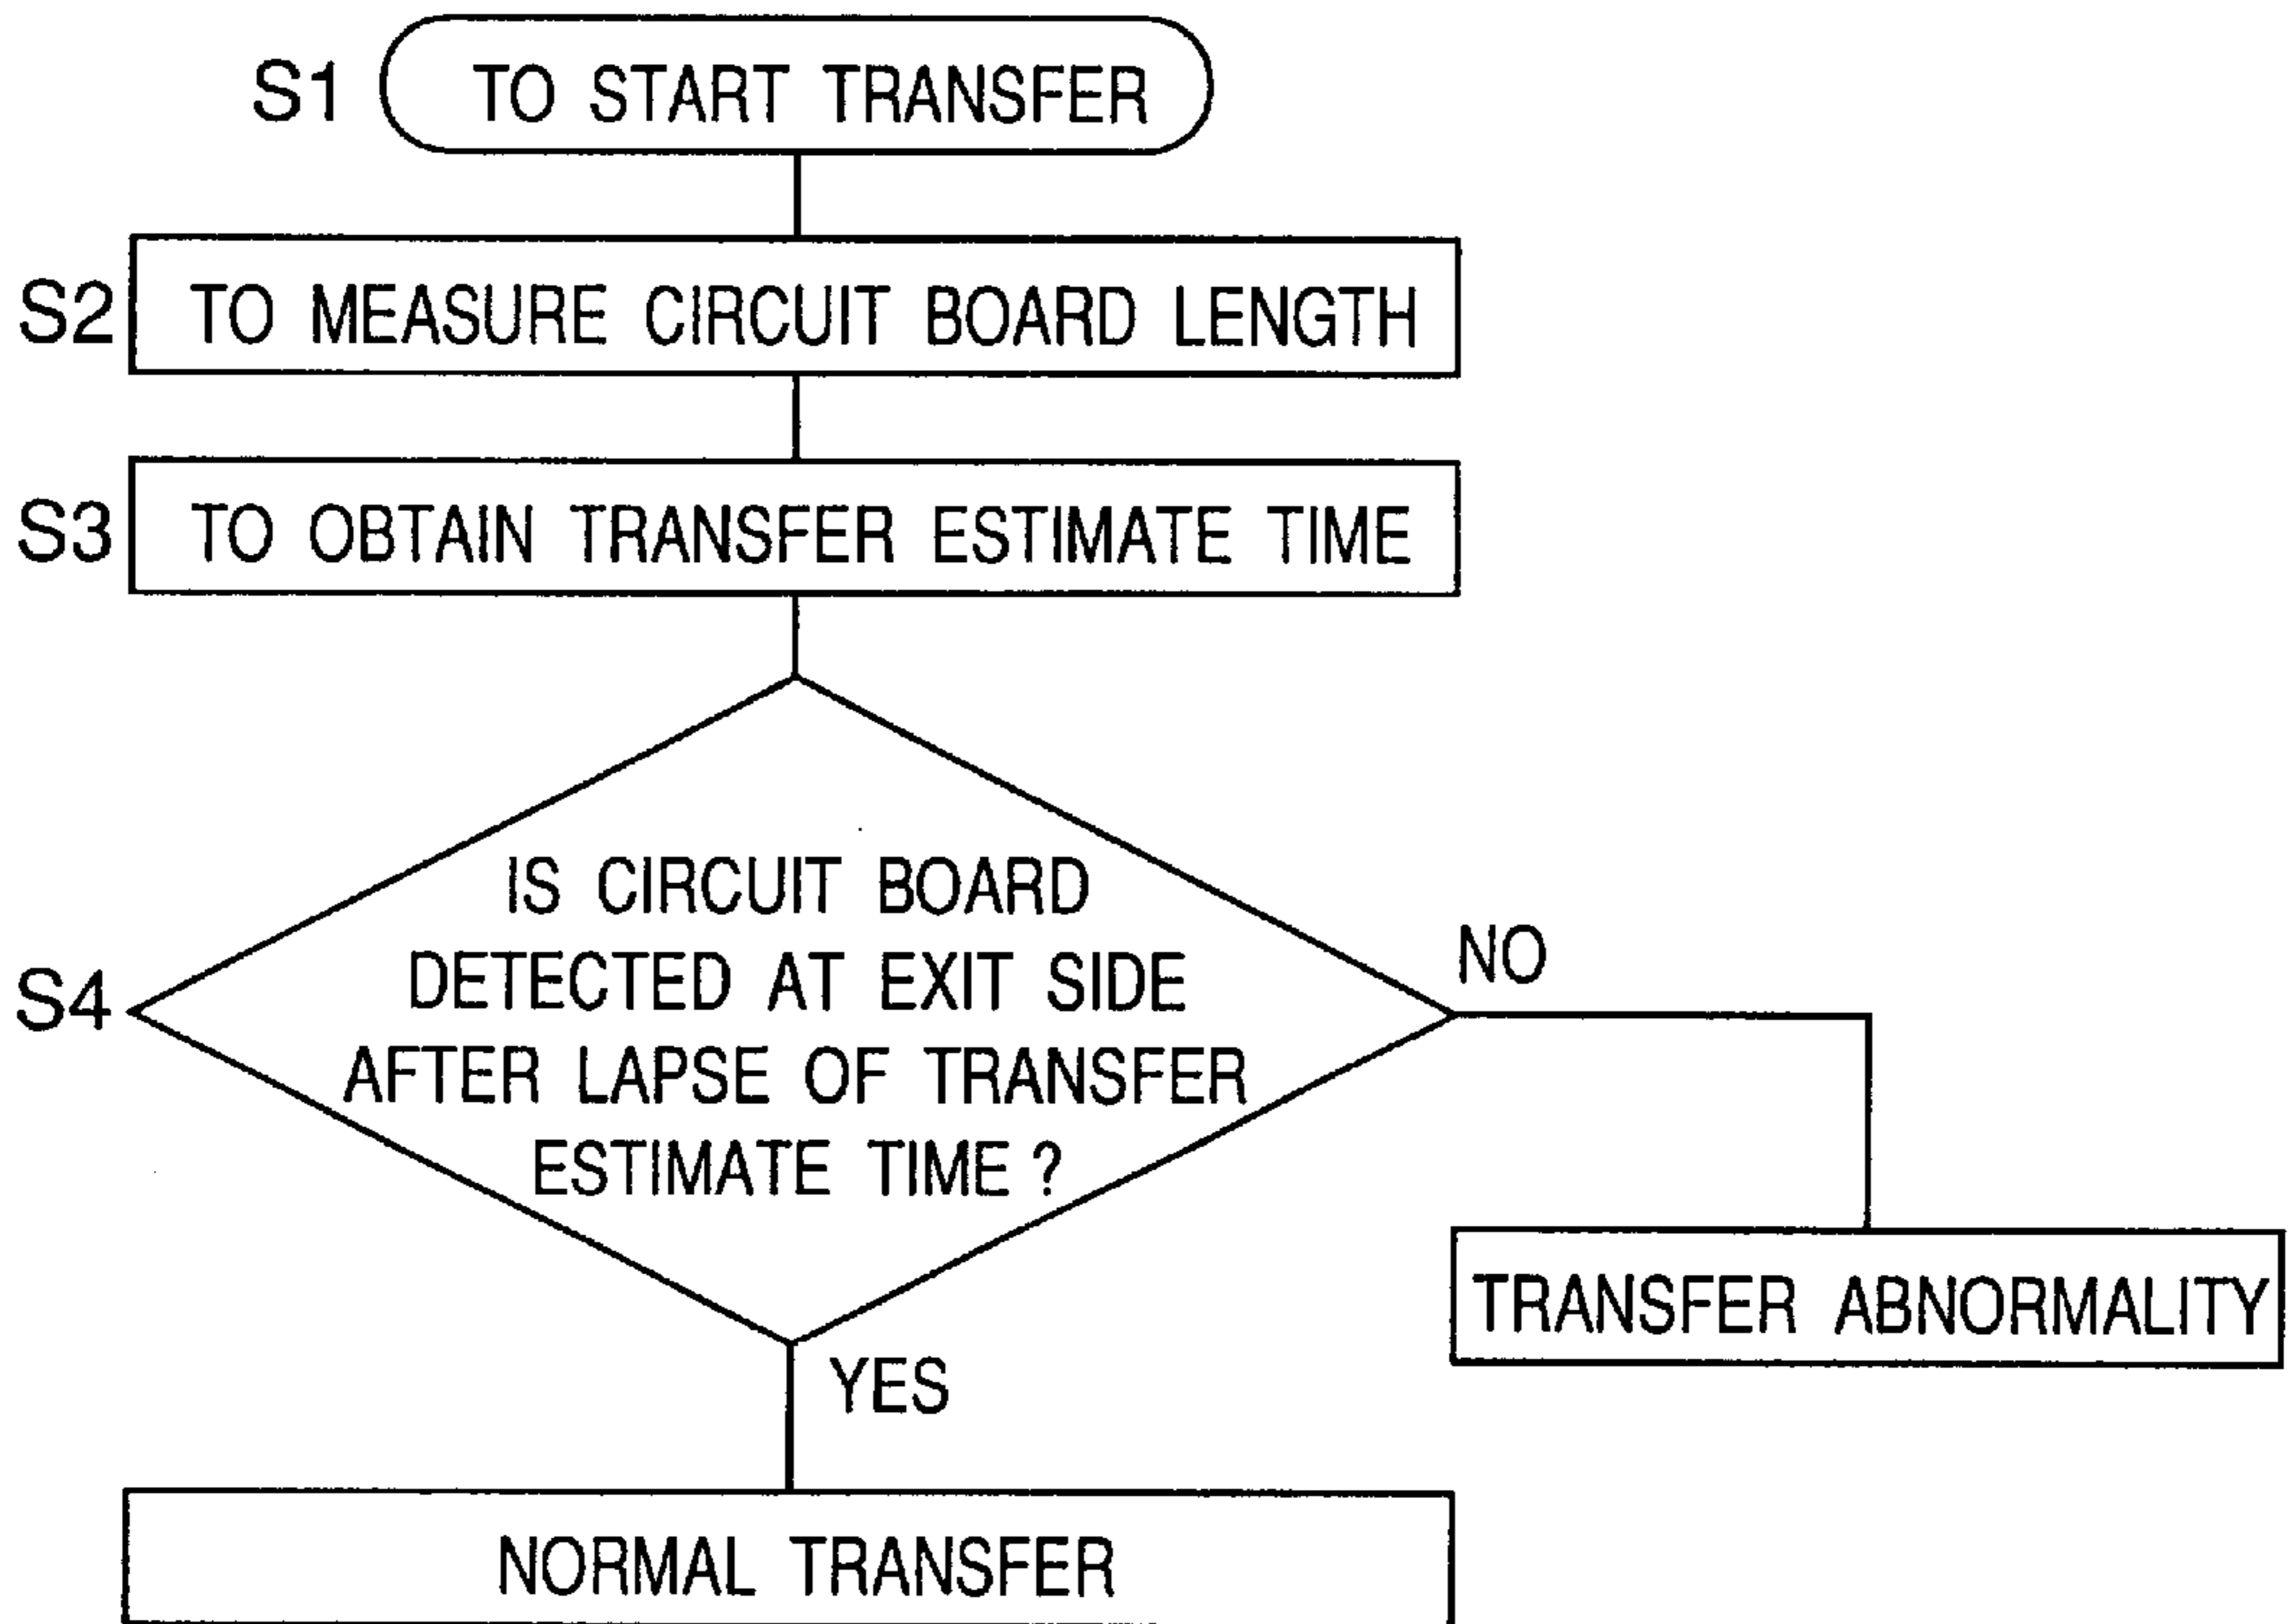 S1 TO START TRANSFER
S2 TO MEASURE CIRCUIT BOARD LENGTH
S3 TO OBTAIN TRANSFER ESTIMATE TIME
IS CIRCUIT BOARD
DETECTED AT EXIT SIDE
AFTER LAPSE OF TRANSFER
ESTIMATE TIME ?
S4
NO
TRANSFER ABNORMALITY
YES
NORMAL TRANSFER